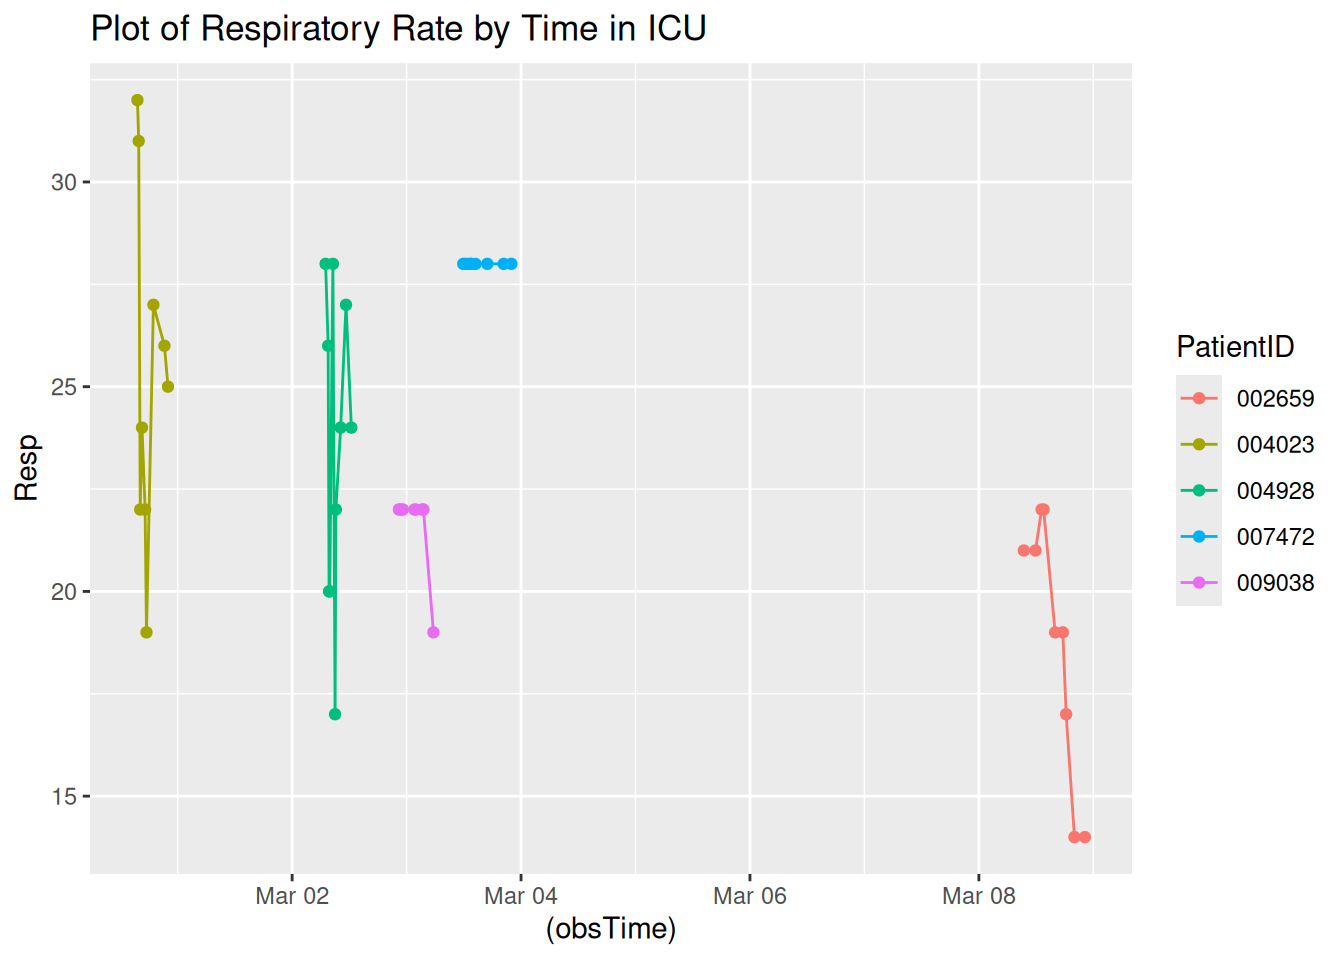 Plot of Respiratory Rate by Time in ICU
Resp
30
25
20
15
Mar 02
Mar 04
Mar 06
Mar 08
(obsTime)
PatientID
002659
004023
004928
007472
009038